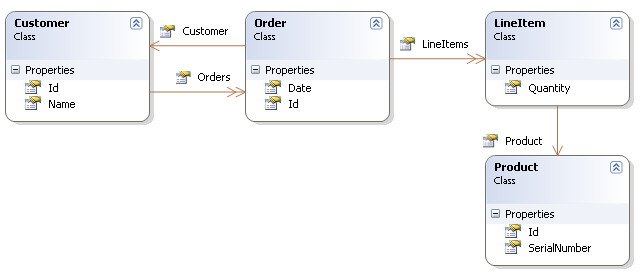 Customer
Class
Properties
Id
Name
Customer
Orders
Order
Class
Properties
Date
Id
LineItems
LineItem
Class
Properties
Quantity
Product
Product
Class
Properties
Id
SerialNumber